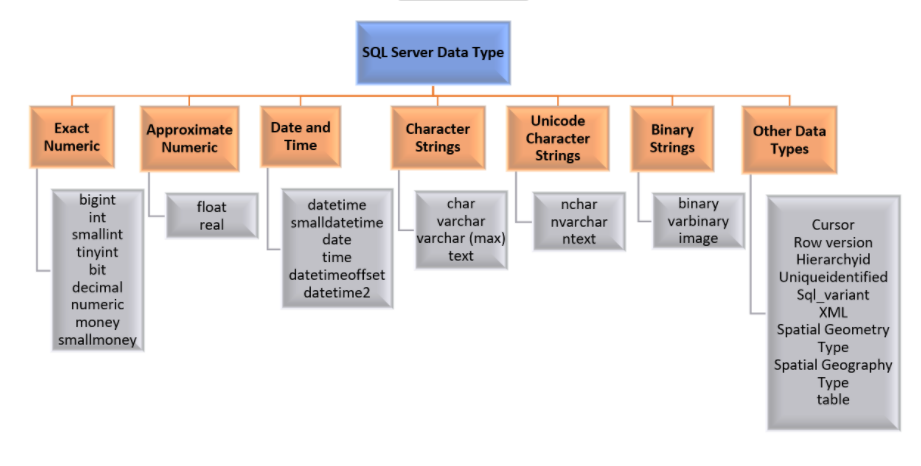 SQL Server Data Type
Exact
Numeric
Approximate
Numeric
Date and
Time
Character
Strings
Unicode
Character
Strings
Binary
Strings
Other Data
Types
bigint
int
smallint
tinyint
bit
decimal
numeric
money
smallmoney
float
real
datetime
smalldatetime
date
time
datetimeoffset
datetime2
char
varchar
varchar (max)
text
nchar
nvarchar
ntext
binary
varbinary
image
Cursor
Row version
Hierarchyid
Uniqueidentified
Sql_variant
XML
Spatial Geometry
Type
Spatial Geography
Type
table